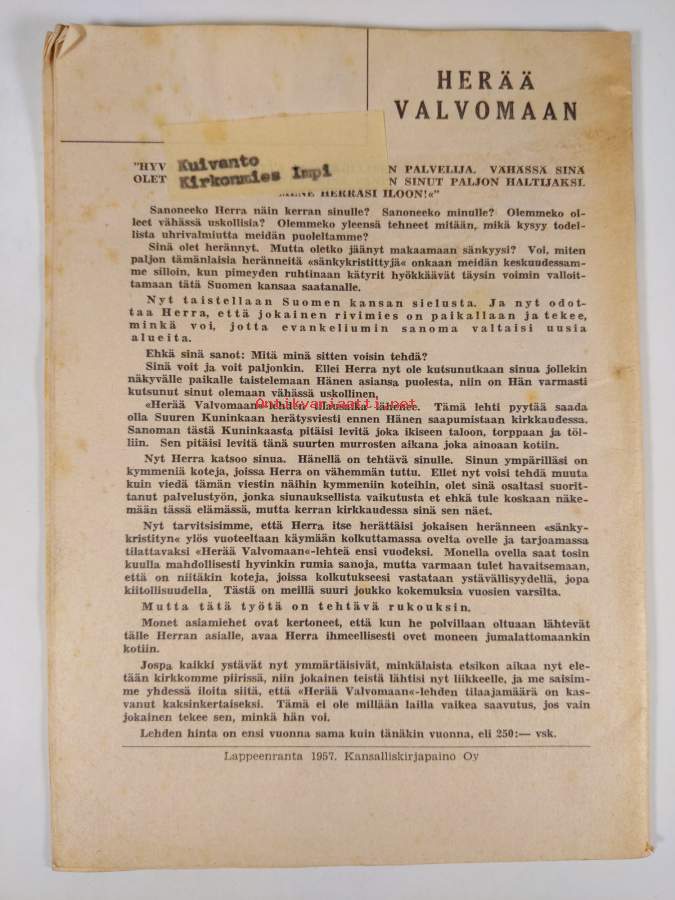 HERÄÄ
VALVOMAAN
"HYV N PALVELIJA. VÄHÄSSÄ SINÄ
OLET N SINUT PALJON HALTIJAKSI.
MENE HERRASI ILOON!«"
Kuivanto
Kirkonmies Impi
Sanoneeko Herra näin kerran sinulle? Sanoneeko minulle? Olemmeko ol-
leet vähässä uskollisia? Olemmeko yleensä tehneet mitään, mikä kysyy todel-
lista uhrivalmiutta meidän puoleltamme?
Sinä olet herännyt. Mutta oletko jäänyt makaamaan sänkyysi? Voi, miten
paljon tämänlaisia heränneitä «sänkykristittyjä« onkaan meidän keskuudessam-
me silloin, kun pimeyden ruhtinaan kätyrit hyökkäävät täysin voimin valloit-
tamaan tätä Suomen kansaa saatanalle.
Nyt taistellaan Suomen kansan sielusta. Ja nyt odot-
taa Herra, että jokainen rivimies on paikallaan ja tekee,
minkä voi, jotta evankeliumin sanoma valtaisi uusia
alueita.
Ehkä sinä sanot: Mitä minä sitten voisin tehdä?
Sinä voit ja voit paljonkin. Ellei Herra nyt ole kutsunutkaan sinua jollekin
näkyvälle paikalle taistelemaan Hänen asiansa puolesta, niin on Hän varmasti
kutsunut sinut olemaan vähässä uskollinen,
«Herää Valvomaan«-lehden tilausaika lähenee. Tämä lehti pyytää saada
olla Suuren Kuninkaan herätysviesti ennen Hänen saapumistaan kirkkaudessa.
Sanoman tästä Kuninkaasta pitäisi levitä joka ikiseen taloon, torppaan ja töl-
liin. Sen pitäisi levitä tänä suurten murrosten aikana joka ainoaan kotiin.
Nyt Herra katsoo sinua. Hänellä on tehtävä sinulle. Sinun ympärilläsi on
kymmeniä koteja, joissa Herra on vähemmän tuttu. Ellet nyt voisi tehdä muuta
kuin viedä tämän viestin näihin kymmeniin koteihin, olet sinä osaltasi suorit-
tanut palvelustyön, jonka siunauksellista vaikutusta et ehkä tule koskaan näke-
mään tässä elämässä, mutta kerran kirkkaudessa sinä sen näet.
Nyt tarvitsisimme, että Herra itse herättäisi jokaisen heränneen «sänky-
kristityn« ylös vuoteeltaan käymään kolkuttamassa ovelta ovelle ja tarjoamassa
tilattavaksi «Herää Valvomaan«-lehteä ensi vuodeksi. Monella ovella saat tosin
kuulla mahdollisesti hyvinkin rumia sanoja, mutta varmaan tulet havaitsemaan,
että on niitäkin koteja, joissa kolkutukseesi vastataan ystävällisyydellä, jopa
kiitollisuudella. Tästä on meillä suuri joukko kokemuksia vuosien varsilta.
Mutta tätä työtä on tehtävä rukouksin.
Monet asiamiehet ovat kertoneet, että kun he polvillaan oltuaan lähtevät
tälle Herran asialle, avaa Herra ihmeellisesti ovet moneen jumalattomaankin
kotiin.
Jospa kaikki ystävät nyt ymmärtäisivät, minkälaista etsikon aikaa nyt ele-
tään kirkkomme piirissä, niin jokainen teistä lähtisi nyt liikkeelle, ja me saisim-
me yhdessä iloita siitä, että «Herää Valvomaan«-lehden tilaajamäärä on kas-
vanut kaksinkertaiseksi. Tämä ei ole millään lailla vaikea saavutus, jos vain
jokainen tekee sen, minkä hän voi.
Lehden hinta on ensi vuonna sama kuin tänäkin vuonna, eli 250:— vsk.
Lappeenranta 1957. Kansalliskirjapaino Oy
Antikvariaatti.net